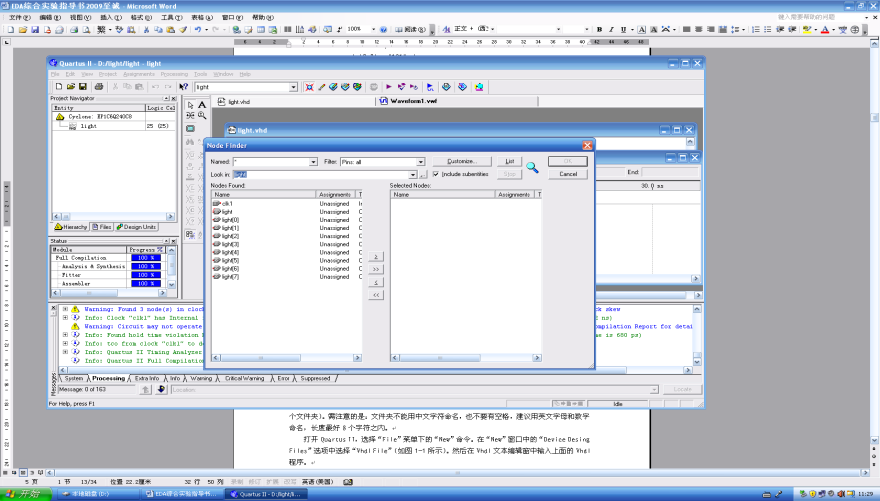 EDA综合实验指导书2009至诚 - Microsoft Word
文件(F) 编辑(E) 视图(V) 插入(I) 格式(O) 工具(T) 表格(A) 窗口(W) 帮助(H)
键入需要帮助的问题
100% 阅读(R) 正文
Quartus II - D:/light/light - light
File Edit View Project Assignments Processing Tools Window Help
light
Project Navigator
Entity Logic Cel
Cyclone: EP1C6Q240C8
light 25 (25)
Hierarchy Files Design Units
light.vhd
Waveform1.vwf
light.vhd
End:
30.0 ns
Node Finder
Named: * Filter: Pins: all Customize... List OK
Look in: light Include subentities Stop Cancel
Nodes Found: Selected Nodes:
Name Assignments T Name Assignments T
clk1 Unassigned
light Unassigned
light[0] Unassigned
light[1] Unassigned
light[2] Unassigned
light[3] Unassigned
light[4] Unassigned
light[5] Unassigned
light[6] Unassigned
light[7] Unassigned
Status
Module Progress %
Full Compilation 100 %
Analysis & Synthesis 100 %
Fitter 100 %
Assembler 100 %
Warning: Found 3 node(s) in clock
ck skew
Info: Clock "clk1" has Internal
Warning: Circuit may not operate
ompilation Report for detai
Info: Found hold time violation
me is 680 ps)
Info: tco from clock "clk1" to de
Info: Quartus II Timing Analyzer
Info: Quartus II Full Compilatio
System Processing Extra Info Info Warning Critical Warning Error Suppressed
Message: 0 of 163 Location: Locate
For Help, press F1 Idle
个文件夹)。需注意的是：文件夹不能用中文字符命名，也不要有空格，建议用英文字母和数字
命名，长度最好 8 个字符之内。
打开 Quartus II，选择“File”菜单下的“New”命令。在“New”窗口中的“Device Desing
Files”选项中选择“Vhdl File”(如图 1-1 所示)。然后在 Vhdl 文本编辑窗中输入上面的 Vhdl
程序。
5 页 1 节 13/34 位置 22.2厘米 32 行 50 列 录制 修订 扩展 改写 英语(美国)
开始 本地磁盘 (D:) EDA综合实验指导书... Quartus II - D:/light/li... 11:29